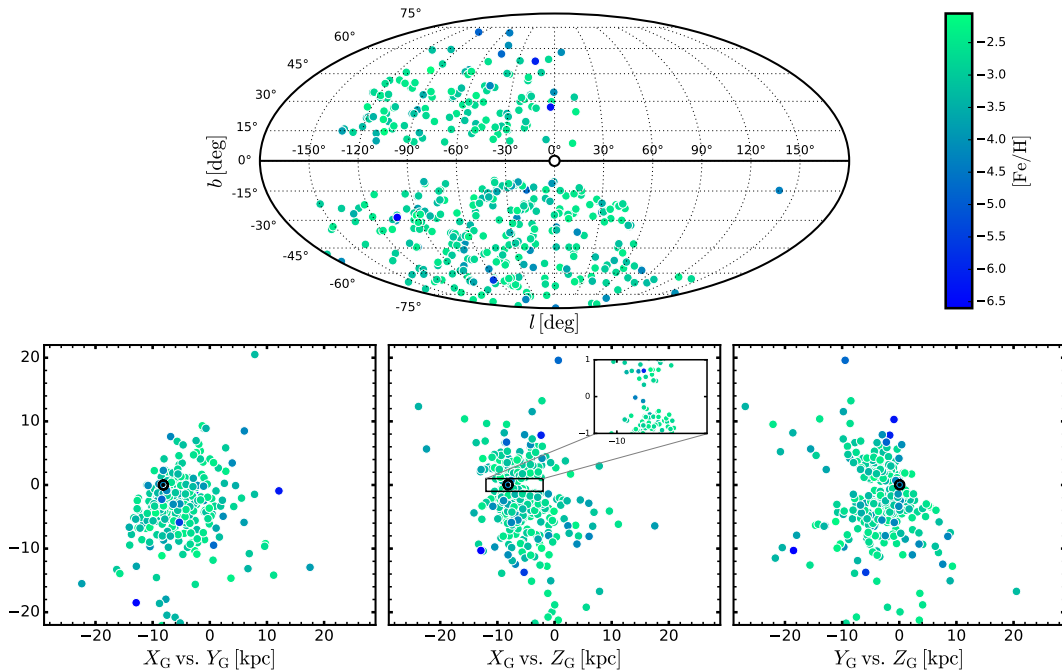 75°
60°
45°
30°
15°
-150° -120° -90° -60° -30° 0° 30° 60° 90° 120° 150°
0°
b [deg]
-15°
-30°
-45°
-60°
-75°
l [deg]
−2.5
−3.0
−3.5
−4.0
−4.5
−5.0
−5.5
−6.0
−6.5
[Fe/H]
20
10
0
−10
−20
−20 −10 0 10 20
X_G vs. Y_G [kpc]
1
0
−1
−10
−20 −10 0 10 20
X_G vs. Z_G [kpc]
−20 −10 0 10 20
Y_G vs. Z_G [kpc]